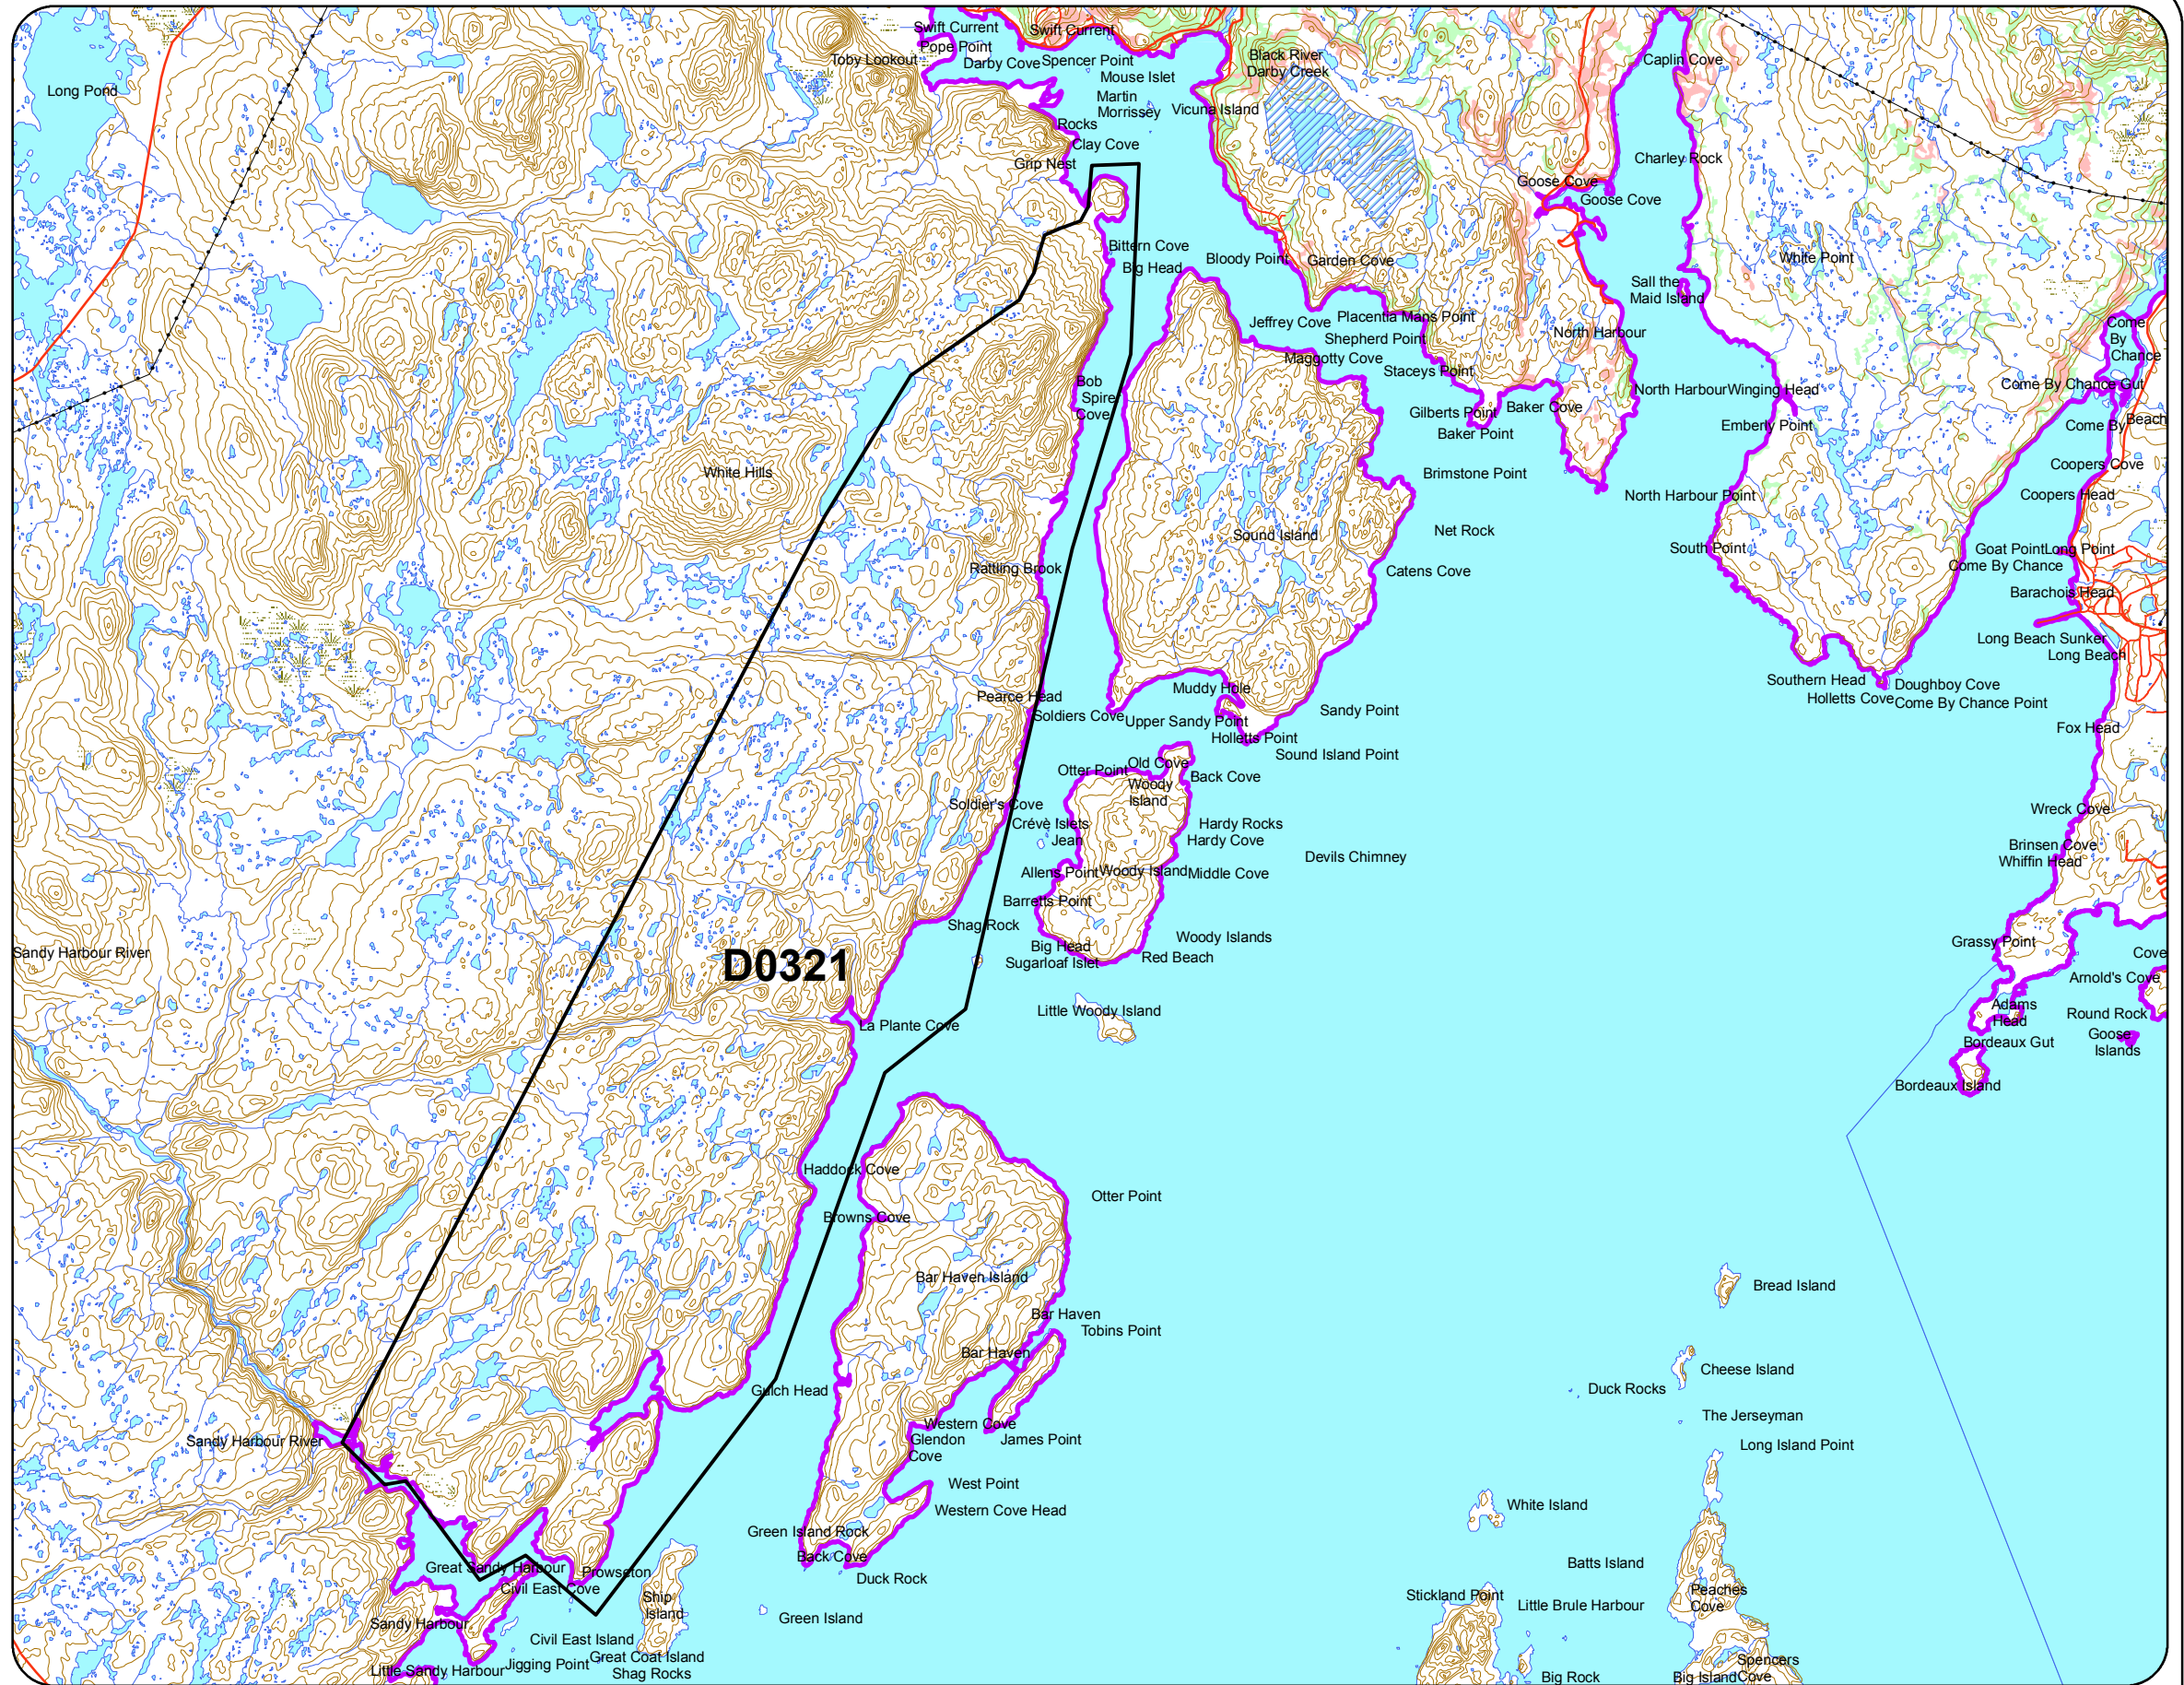 Swift Current
Swift Current
Pope Point
Toby Lookout
Darby Cove
Spencer Point
Black River
Darby Creek
Caplin Cove
Long Pond
Mouse Islet
Martin
Morrissey
Vicuna Island
Rocks
Clay Cove
Grip Nest
Charley Rock
Goose Cove
Goose Cove
Bittern Cove
Big Head
Bloody Point
Garden Cove
White Point
Sall the
Maid Island
Jeffrey Cove
Placentia Mans Point
Shepherd Point
North Harbour
Come
By
Chance
Maggotty Cove
Staceys Point
Bob
Spire
Cove
North Harbour
Winging Head
Come By Chance Gut
Gilberts Point
Baker Cove
Baker Point
Emberly Point
Come By
Beach
White Hills
Brimstone Point
Coopers Cove
North Harbour Point
Coopers Head
Sound Island
Net Rock
South Point
Goat Point
Long Point
Come By Chance
Rattling Brook
Catens Cove
Barachois Head
Long Beach Sunker
Long Beach
Southern Head
Doughboy Cove
Holletts Cove
Come By Chance Point
Pearce Head
Muddy Hole
Soldiers Cove
Upper Sandy Point
Sandy Point
Holletts Point
Fox Head
Sound Island Point
Otter Point
Old Cove
Back Cove
Woody
Island
Soldier's Cove
Crévè Islets
Jean
Hardy Rocks
Hardy Cove
Wreck Cove
Brinsen Cove
Whiffin Head
Devils Chimney
Allens Point
Woody Island
Middle Cove
Barretts Point
Shag Rock
Big Head
Sugarloaf Islet
Woody Islands
Red Beach
Grassy Point
Cove
Sandy Harbour River
D0321
Arnold's Cove
Little Woody Island
Adams
Head
Round Rock
La Plante Cove
Goose
Islands
Bordeaux Gut
Bordeaux Island
Haddock Cove
Otter Point
Browns Cove
Bar Haven Island
Bread Island
Bar Haven
Tobins Point
Bar Haven
Cheese Island
Gulch Head
Duck Rocks
The Jerseyman
Western Cove
Glendon
Cove
James Point
Sandy Harbour River
Long Island Point
West Point
Western Cove Head
White Island
Green Island Rock
Back Cove
Batts Island
Great Sandy Harbour
Prowseton
Duck Rock
Civil East Cove
Ship
Island
Stickland Point
Little Brule Harbour
Peaches
Cove
Green Island
Sandy Harbour
Civil East Island
Great Coat Island
Jigging Point
Little Sandy Harbour
Shag Rocks
Spencers
Cove
Big Rock
Big Island